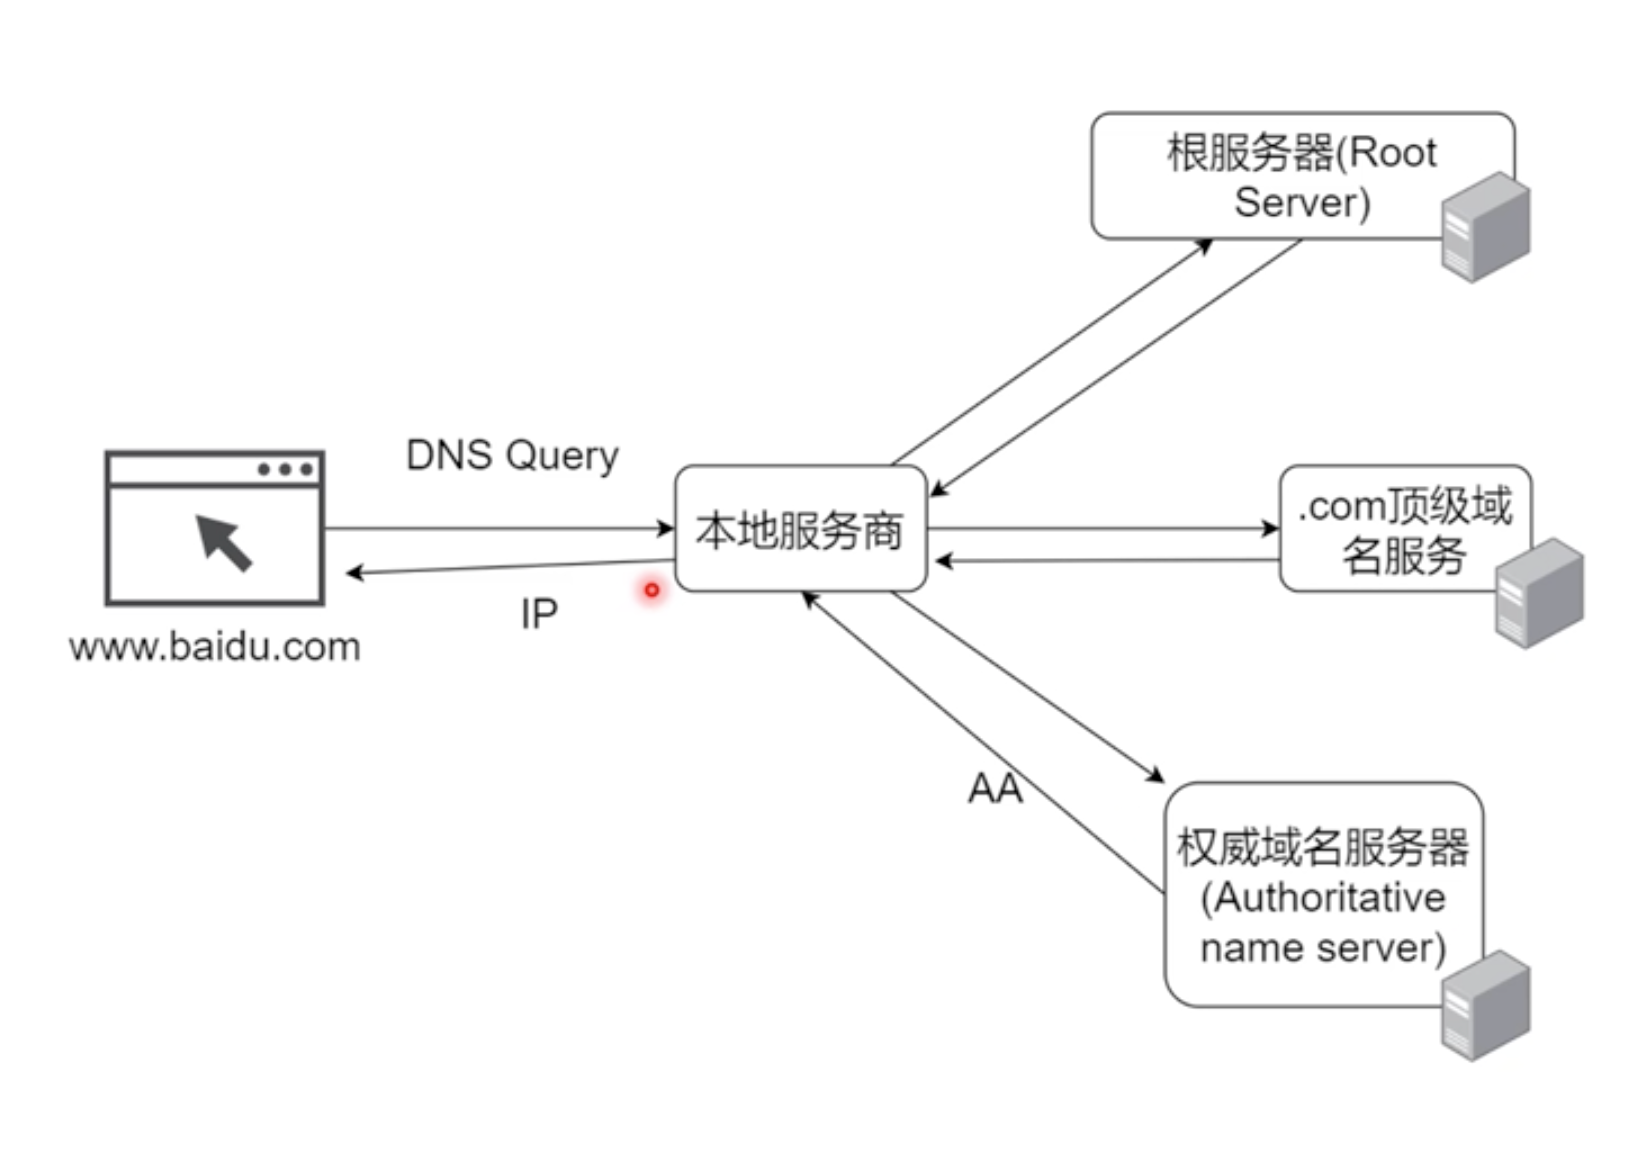 根服务器(Root
Server)
DNS Query
本地服务商
.com顶级域
名服务
IP
www.baidu.com
AA
权威域名服务器
(Authoritative
name server)